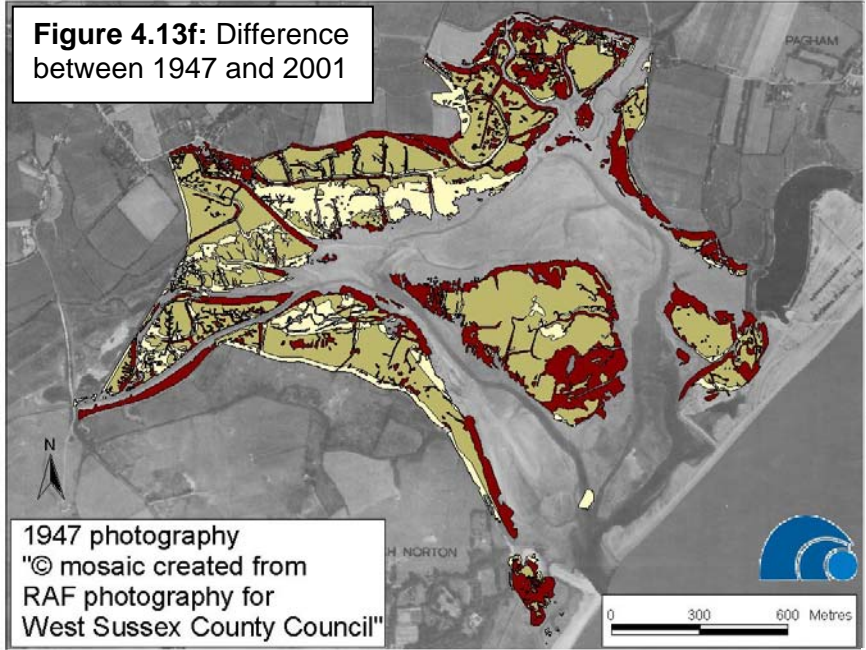 Figure 4.13f: Difference
between 1947 and 2001
PAGHAM
N
1947 photography
"© mosaic created from
RAF photography for
West Sussex County Council"
H NORTON
0 300 600 Metres